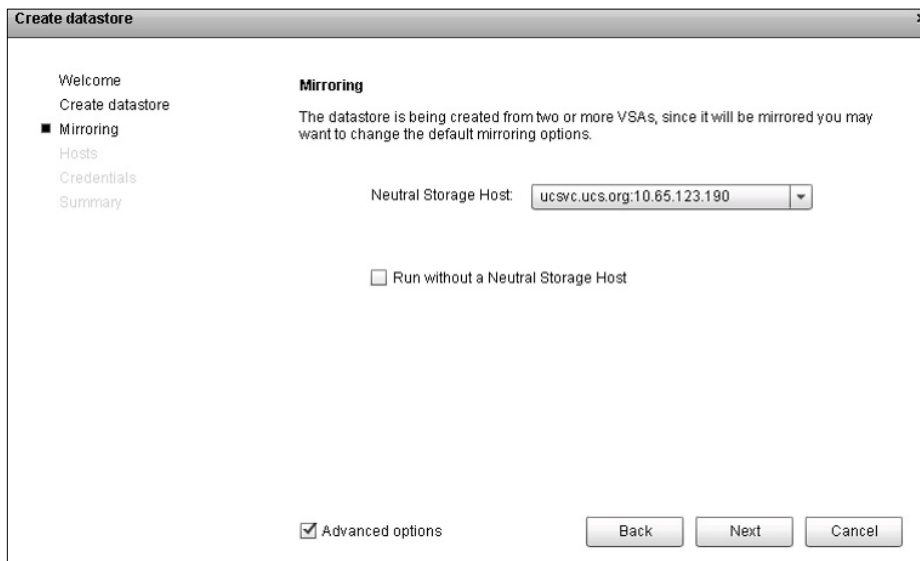 Create datastore
Welcome
Create datastore
Mirroring
Hosts
Credentials
Summary
Mirroring
The datastore is being created from two or more VSAs, since it will be mirrored you may
want to change the default mirroring options.
Neutral Storage Host: ucsvc.ucs.org:10.65.123.190
Run without a Neutral Storage Host
Advanced options Back Next Cancel